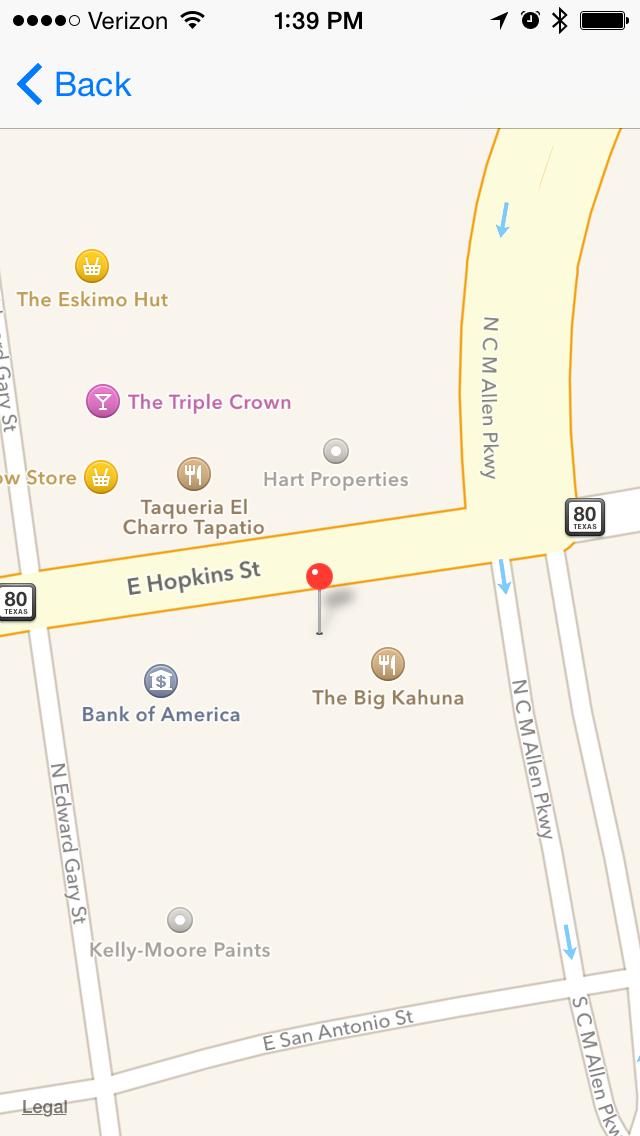 Verizon 1:39 PM
Back
The Eskimo Hut
N C M Allen Pkwy
The Triple Crown
Store
Taqueria El
Charro Tapatio
Hart Properties
80
TEXAS
E Hopkins St
80
TEXAS
Bank of America
The Big Kahuna
N C M Allen Pkwy
N Edward Gary St
Kelly-Moore Paints
E San Antonio St
S C M Allen Pkw
Legal